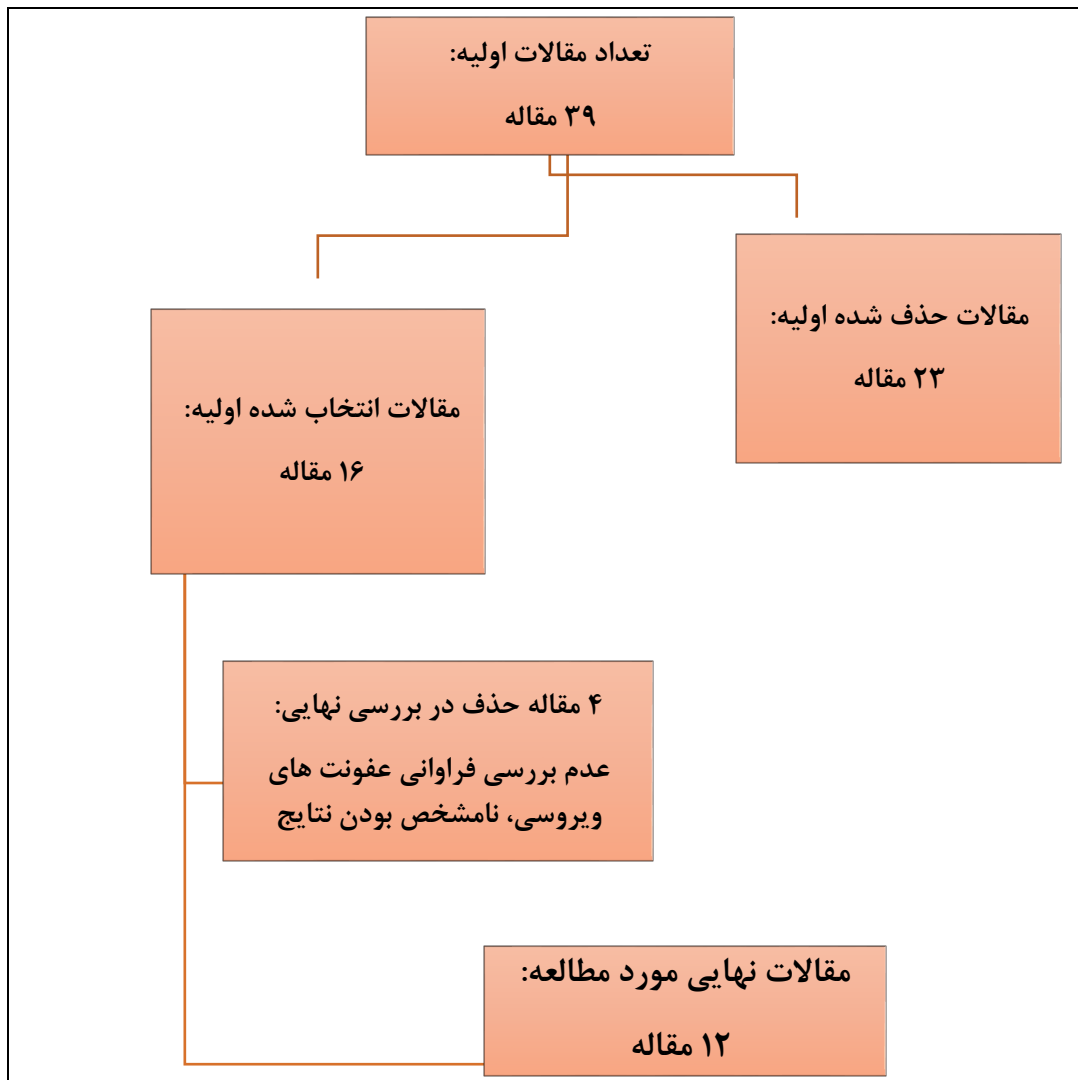 تعداد مقالات اولیه:
۳۹ مقاله
مقالات حذف شده اولیه:
۲۳ مقاله
مقالات انتخاب شده اولیه:
۱۶ مقاله
۴ مقاله حذف در بررسی نهایی:
عدم بررسی فراوانی عفونت های
ویروسی، نامشخص بودن نتایج
مقالات نهایی مورد مطالعه:
۱۲ مقاله